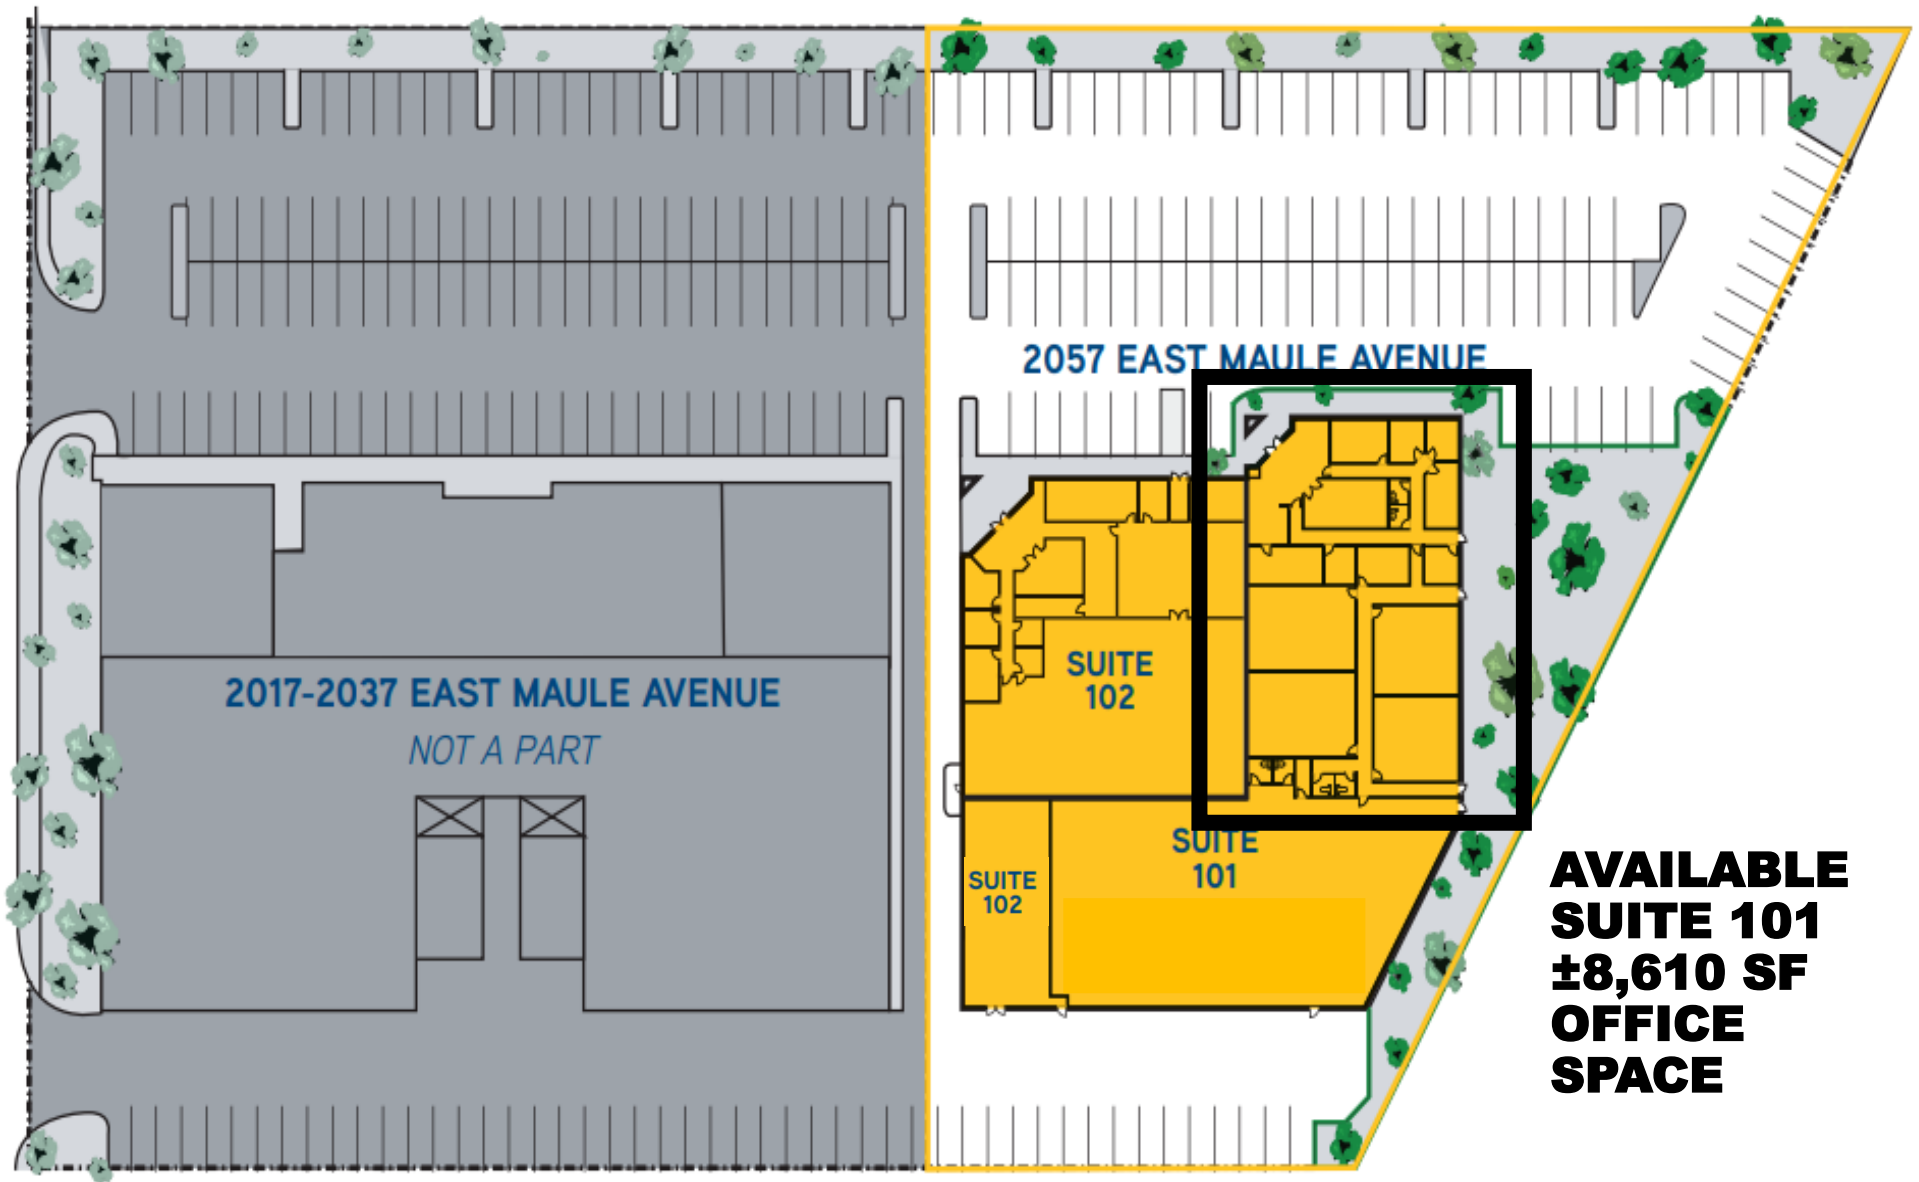 2057 EAST MAULE AVENUE
SUITE
102
2017-2037 EAST MAULE AVENUE
NOT A PART
SUITE
101
SUITE
102
AVAILABLE
SUITE 101
±8,610 SF
OFFICE
SPACE